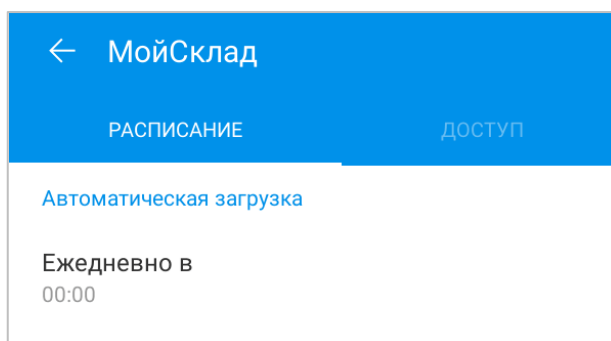 МойСклад
РАСПИСАНИЕ ДОСТУП
Автоматическая загрузка
Ежедневно в
00:00